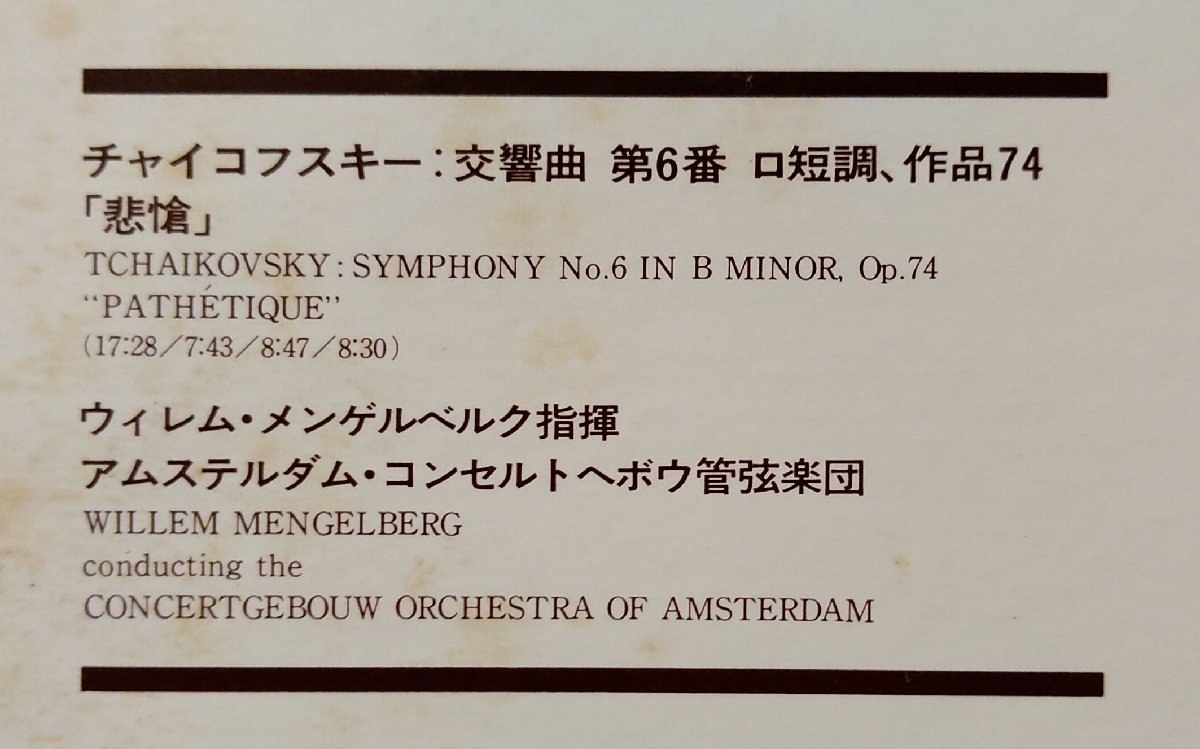 チャイコフスキー：交響曲 第6番 ロ短調、作品74
「悲愴」
TCHAIKOVSKY: SYMPHONY No.6 IN B MINOR, Op.74
“PATHÉTIQUE”
(17:28／7:43／8:47／8:30)
ウィレム・メンゲルベルク指揮
アムステルダム・コンセルトヘボウ管弦楽団
WILLEM MENGELBERG
conducting the
CONCERTGEBOUW ORCHESTRA OF AMSTERDAM